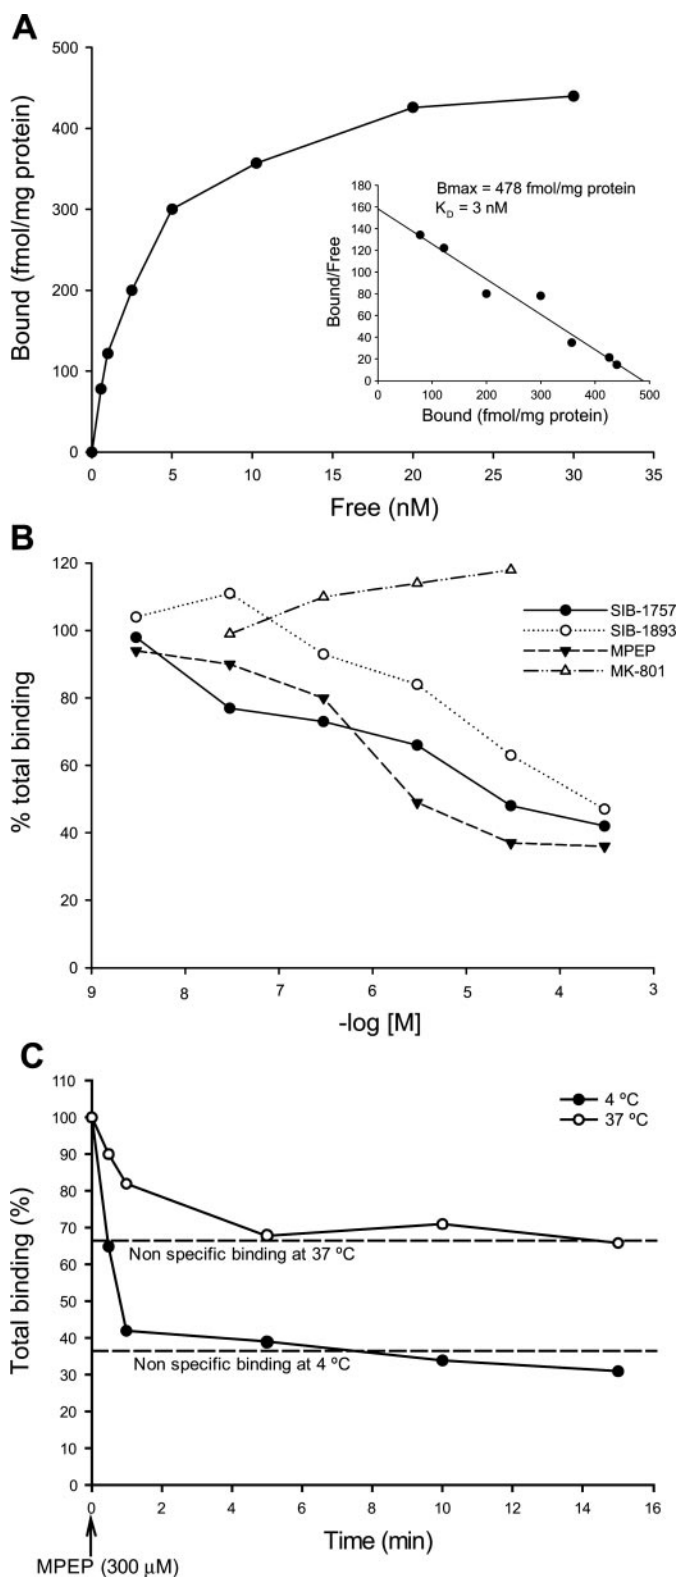 A
500
400
300
200
100
0
Bound (fmol/mg protein)
0 5 10 15 20 25 30 35
Free (nM)
180
160
140
120
100
80
60
40
20
0
Bound/Free
Bmax = 478 fmol/mg protein
K_D = 3 nM
0 100 200 300 400 500
Bound (fmol/mg protein)
B
120
100
80
60
40
20
0
% total binding
SIB-1757
SIB-1893
MPEP
MK-801
9 8 7 6 5 4 3
-log [M]
C
110
100
90
80
70
60
50
40
30
20
10
0
Total binding (%)
4 ºC
37 ºC
Non specific binding at 37 ºC
Non specific binding at 4 ºC
0 2 4 6 8 10 12 14 16
Time (min)
MPEP (300 µM)